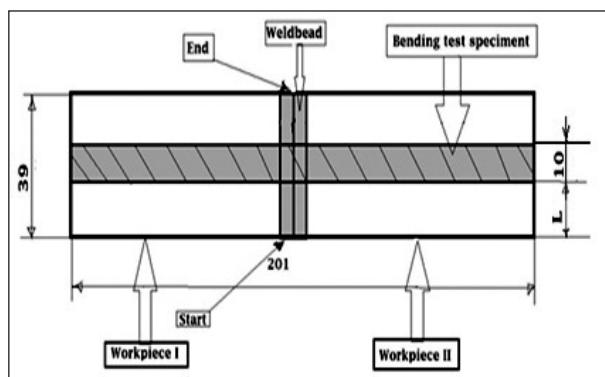 Weldbead
End
Bending test speciment
39
10
L
201
Start
Workpiece I
Workpiece II